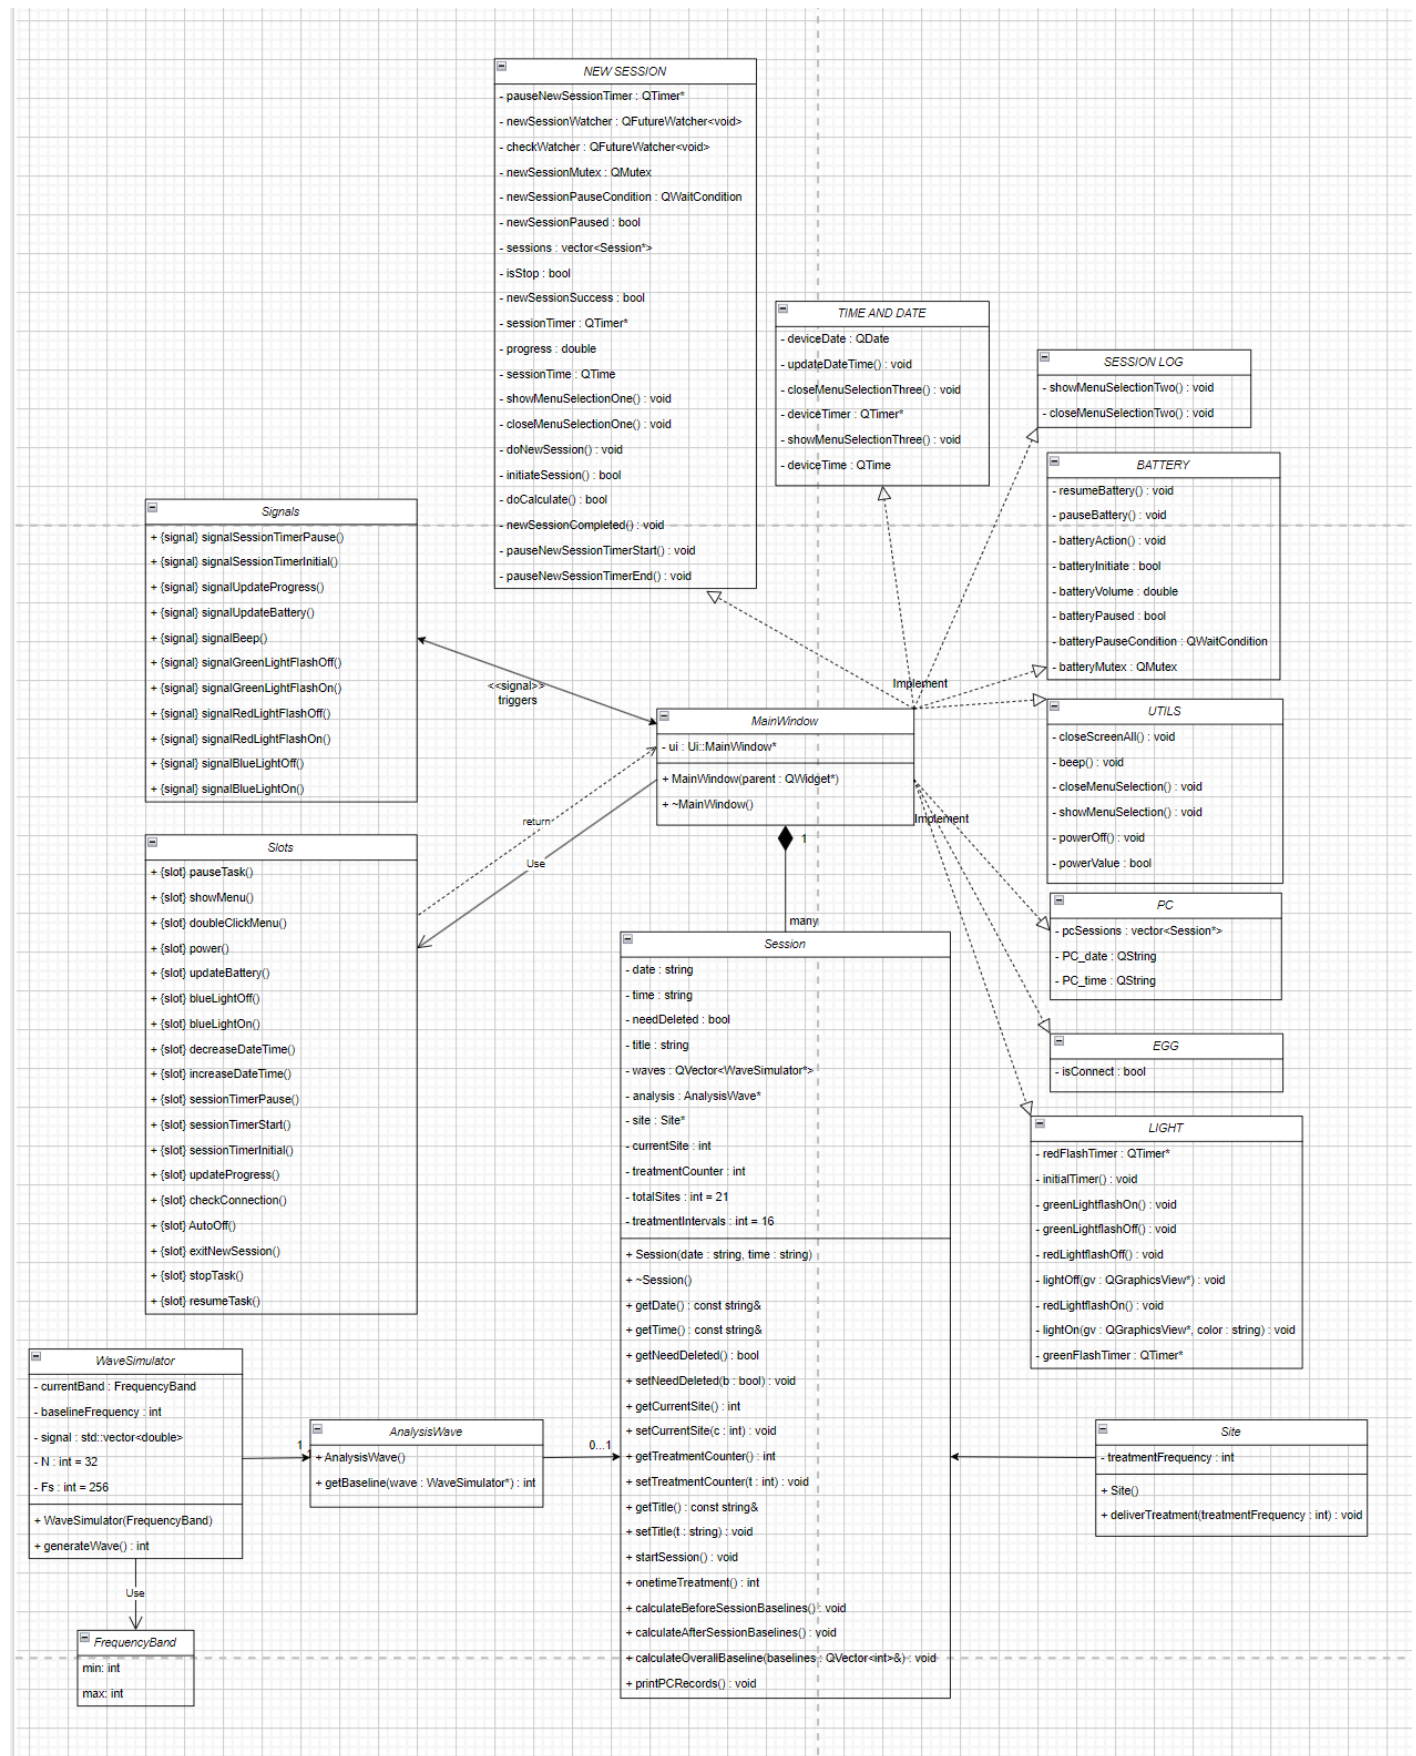 NEW SESSION
- pauseNewSessionTimer : QTimer*
- newSessionWatcher : QFutureWatcher<void>
- checkWatcher : QFutureWatcher<void>
- newSessionMutex : QMutex
- newSessionPauseCondition : QWaitCondition
- newSessionPaused : bool
- sessions : vector<Session*>
- isStop : bool
- newSessionSuccess : bool
- sessionTimer : QTimer*
- progress : double
- sessionTime : QTime
- showMenuSelectionOne() : void
- closeMenuSelectionOne() : void
- doNewSession() : void
- initiateSession() : bool
- doCalculate() : bool
- newSessionCompleted() : void
- pauseNewSessionTimerStart() : void
- pauseNewSessionTimerEnd() : void
TIME AND DATE
- deviceDate : QDate
- updateDateTime() : void
- closeMenuSelectionThree() : void
- deviceTimer : QTimer*
- showMenuSelectionThree() : void
- deviceTime : QTime
SESSION LOG
- showMenuSelectionTwo() : void
- closeMenuSelectionTwo() : void
BATTERY
- resumeBattery() : void
- pauseBattery() : void
- batteryAction() : void
- batteryInitiate : bool
- batteryVolume : double
- batteryPaused : bool
- batteryPauseCondition : QWaitCondition
- batteryMutex : QMutex
Signals
+ {signal} signalSessionTimerPause()
+ {signal} signalSessionTimerInitial()
+ {signal} signalUpdateProgress()
+ {signal} signalUpdateBattery()
+ {signal} signalBeep()
+ {signal} signalGreenLightFlashOff()
+ {signal} signalGreenLightFlashOn()
+ {signal} signalRedLightFlashOff()
+ {signal} signalRedLightFlashOn()
+ {signal} signalBlueLightOff()
+ {signal} signalBlueLightOn()
<<signal>>
triggers
Implement
MainWindow
- ui : Ui::MainWindow*
+ MainWindow(parent : QWidget*)
+ ~MainWindow()
Implement
return
Use
1
many
UTILS
- closeScreenAll() : void
- beep() : void
- closeMenuSelection() : void
- showMenuSelection() : void
- powerOff() : void
- powerValue : bool
PC
- pcSessions : vector<Session*>
- PC_date : QString
- PC_time : QString
EGG
- isConnect : bool
LIGHT
- redFlashTimer : QTimer*
- initialTimer() : void
- greenLightflashOn() : void
- greenLightflashOff() : void
- redLightflashOff() : void
- lightOff(gv : QGraphicsView*) : void
- redLightflashOn() : void
- lightOn(gv : QGraphicsView*, color : string) : void
- greenFlashTimer : QTimer*
Slots
+ {slot} pauseTask()
+ {slot} showMenu()
+ {slot} doubleClickMenu()
+ {slot} power()
+ {slot} updateBattery()
+ {slot} blueLightOff()
+ {slot} blueLightOn()
+ {slot} decreaseDateTime()
+ {slot} increaseDateTime()
+ {slot} sessionTimerPause()
+ {slot} sessionTimerStart()
+ {slot} sessionTimerInitial()
+ {slot} updateProgress()
+ {slot} checkConnection()
+ {slot} AutoOff()
+ {slot} exitNewSession()
+ {slot} stopTask()
+ {slot} resumeTask()
Session
- date : string
- time : string
- needDeleted : bool
- title : string
- waves : QVector<WaveSimulator*>
- analysis : AnalysisWave*
- site : Site*
- currentSite : int
- treatmentCounter : int
- totalSites : int = 21
- treatmentIntervals : int = 16
+ Session(date : string, time : string)
+ ~Session()
+ getDate() : const string&
+ getTime() : const string&
+ getNeedDeleted() : bool
+ setNeedDeleted(b : bool) : void
+ getCurrentSite() : int
+ setCurrentSite(c : int) : void
+ getTreatmentCounter() : int
+ setTreatmentCounter(t : int) : void
+ getTitle() : const string&
+ setTitle(t : string) : void
+ startSession() : void
+ onetimeTreatment() : int
+ calculateBeforeSessionBaselines() : void
+ calculateAfterSessionBaselines() : void
+ calculateOverallBaseline(baselines : QVector<int>&) : void
+ printPCRecords() : void
WaveSimulator
- currentBand : FrequencyBand
- baselineFrequency : int
- signal : std::vector<double>
- N : int = 32
- Fs : int = 256
+ WaveSimulator(FrequencyBand)
+ generateWave() : int
1
1
AnalysisWave
+ AnalysisWave()
+ getBaseline(wave : WaveSimulator*) : int
0...1
Site
- treatmentFrequency : int
+ Site()
+ deliverTreatment(treatmentFrequency : int) : void
Use
FrequencyBand
min: int
max: int